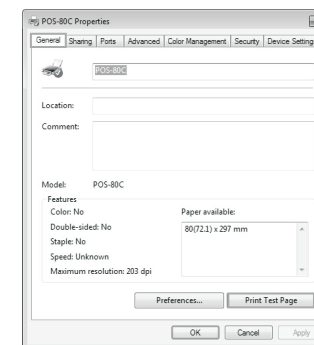 POS-80C Properties
General Sharing Ports Advanced Color Management Security Device Setting
POS-80C
Location:
Comment:
Model: POS-80C
Features
Color: No
Paper available:
Double-sided: No
80(72.1) x 297 mm
Staple: No
Speed: Unknown
Maximum resolution: 203 dpi
Preferences... Print Test Page
OK Cancel Apply